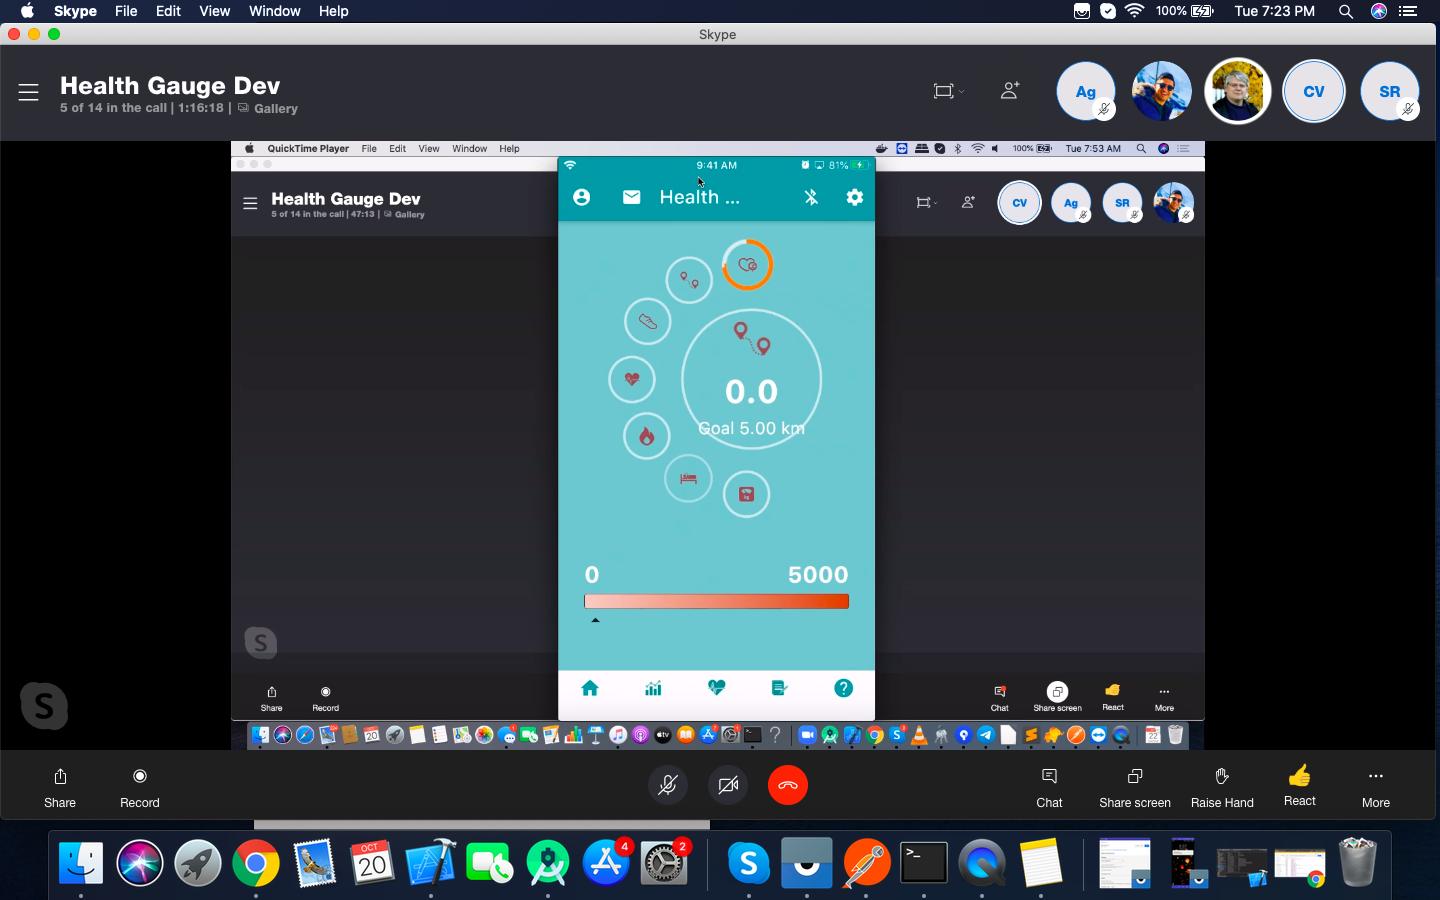 Skype File Edit View Window Help
100% Tue 7:23 PM
Skype
Health Gauge Dev
5 of 14 in the call | 1:16:18 | Gallery
Ag CV SR
QuickTime Player File Edit View Window Help
100% Tue 7:53 AM
Health Gauge Dev
5 of 14 in the call | 47:13 | Gallery
CV Ag SR
9:41 AM 81%
Health ...
0.0
Goal 5.00 km
0 5000
Share Record
Chat Share screen React More
Share Record
Chat Share screen Raise Hand React More
OCT
20
4
2